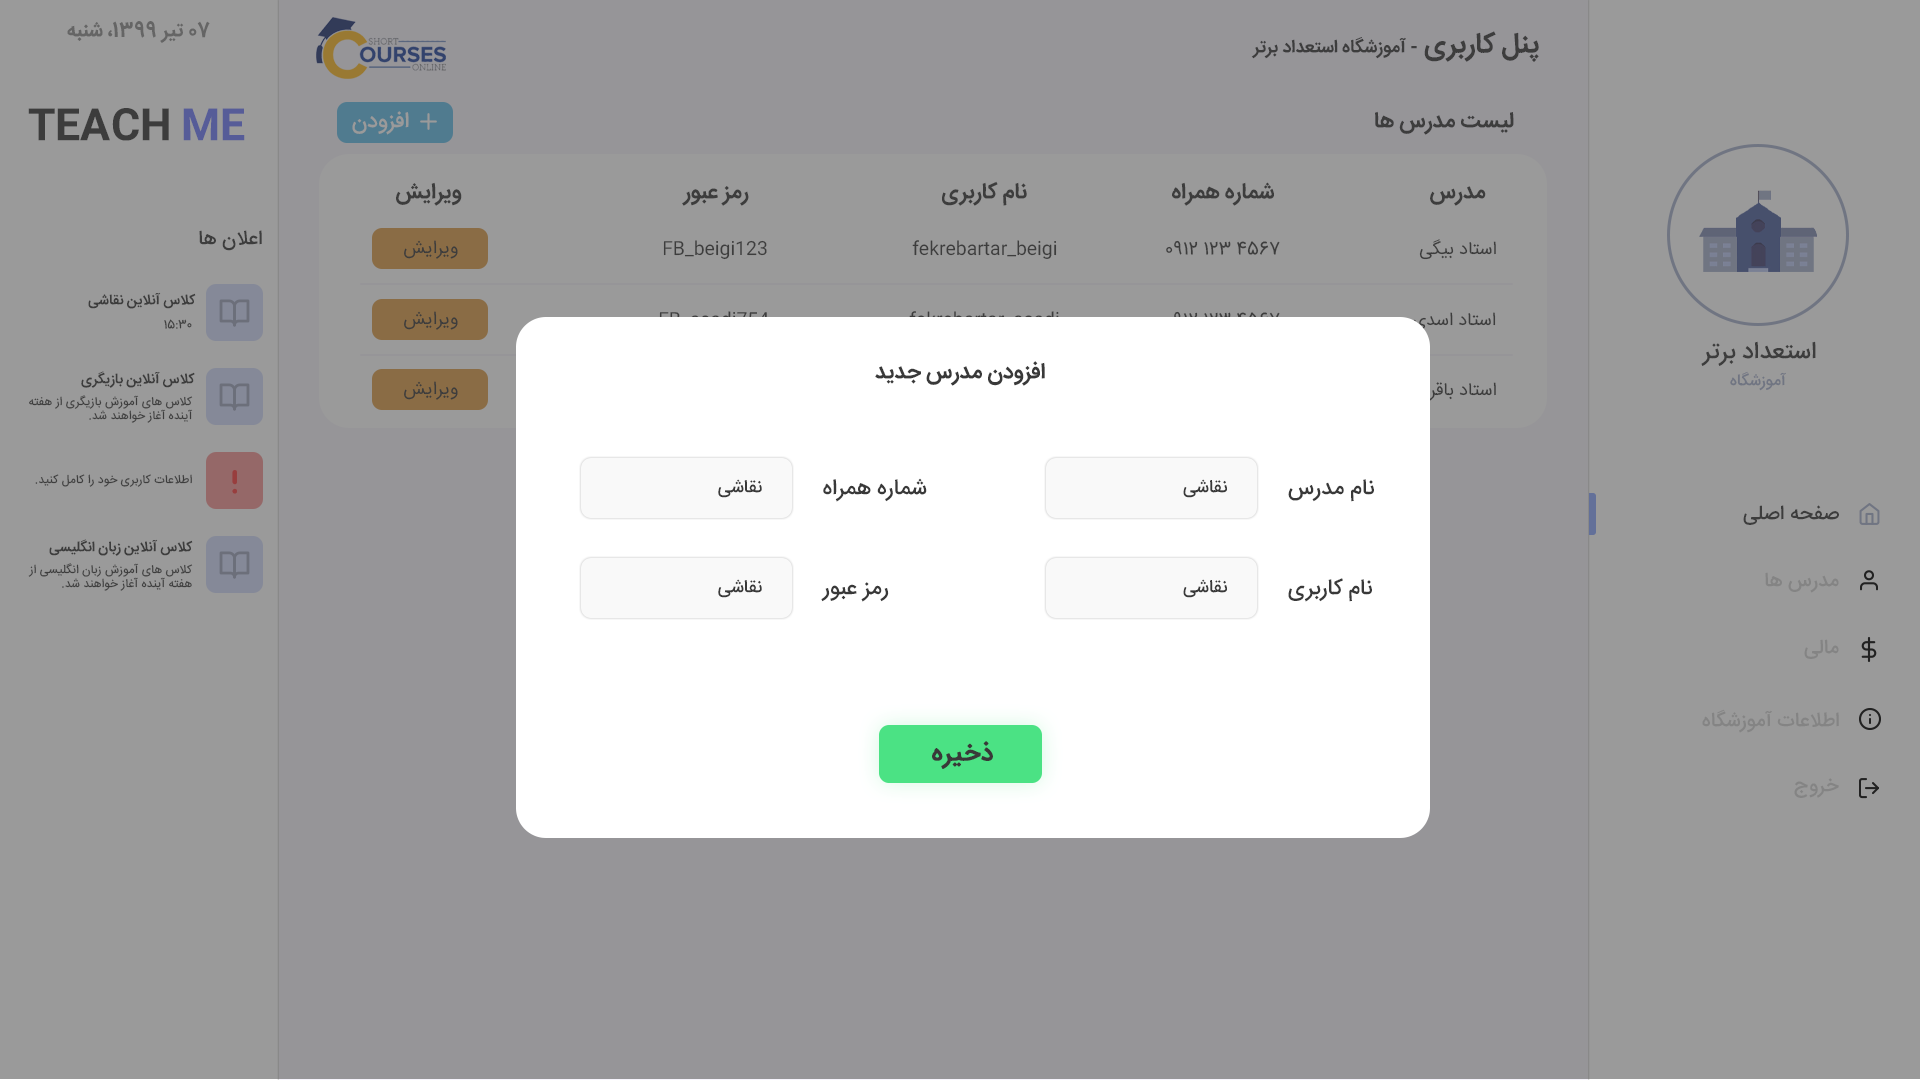 پنل کاربری - آموزشگاه استعداد برتر
SHORT
COURSES
ONLINE
۰۷ تیر ۱۳۹۹، شنبه
TEACH ME
لیست مدرس ها
افزودن +
مدرس شماره همراه نام کاربری رمز عبور ویرایش
استاد بیگی ۰۹۱۲ ۱۲۳ ۴۵۶۷ fekrebartar_beigi FB_beigi123 ویرایش
استاد اسدی ۰۹۱۲ ۱۲۳ ۴۵۶۷ fekrebartar_asadi ویرایش
استاد باقر ویرایش
افزودن مدرس جدید
نام مدرس نقاشی شماره همراه نقاشی
نام کاربری نقاشی رمز عبور نقاشی
ذخیره
استعداد برتر
آموزشگاه
صفحه اصلی
مدرس ها
مالی
اطلاعات آموزشگاه
خروج
اعلان ها
کلاس آنلاین نقاشی
۱۵:۳۰
کلاس آنلاین بازیگری
کلاس های آموزش بازیگری از هفته
آینده آغاز خواهند شد.
!
اطلاعات کاربری خود را کامل کنید.
کلاس آنلاین زبان انگلیسی
کلاس های آموزش زبان انگلیسی از
هفته آینده آغاز خواهند شد.